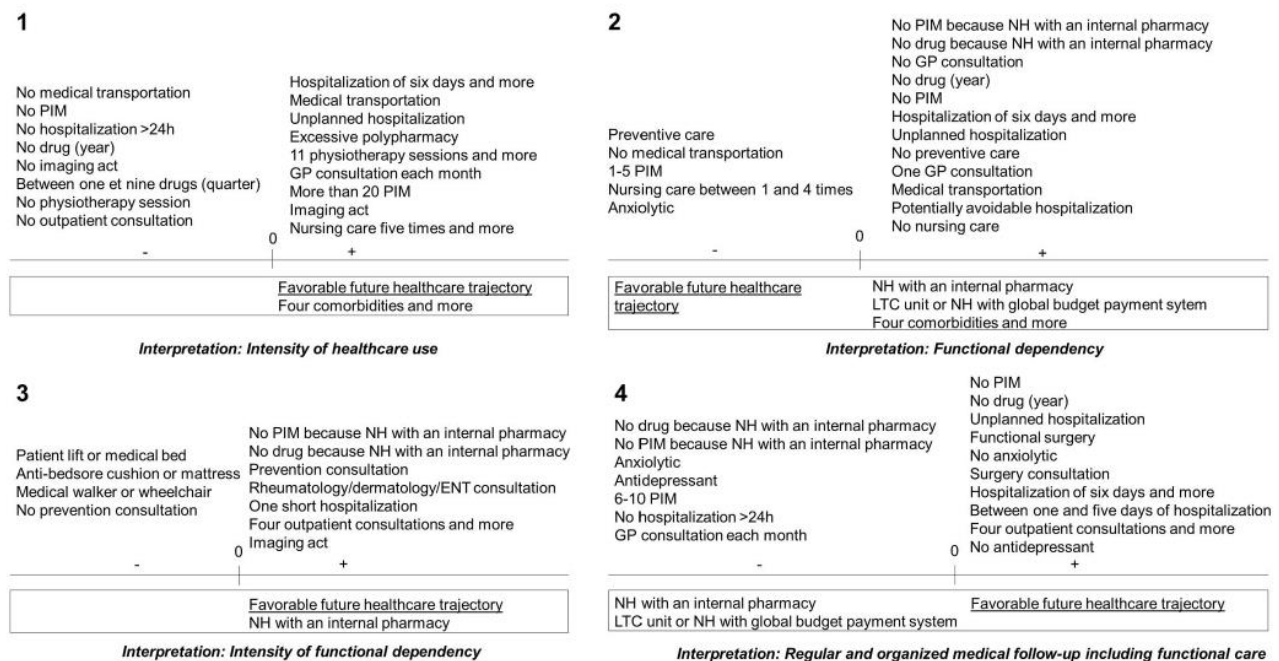 1
No medical transportation
No PIM
No hospitalization >24h
No drug (year)
No imaging act
Between one et nine drugs (quarter)
No physiotherapy session
No outpatient consultation
Hospitalization of six days and more
Medical transportation
Unplanned hospitalization
Excessive polypharmacy
11 physiotherapy sessions and more
GP consultation each month
More than 20 PIM
Imaging act
Nursing care five times and more
0
-
+
Favorable future healthcare trajectory
Four comorbidities and more
Interpretation: Intensity of healthcare use
2
Preventive care
No medical transportation
1-5 PIM
Nursing care between 1 and 4 times
Anxiolytic
No PIM because NH with an internal pharmacy
No drug because NH with an internal pharmacy
No GP consultation
No drug (year)
No PIM
Hospitalization of six days and more
Unplanned hospitalization
No preventive care
One GP consultation
Medical transportation
Potentially avoidable hospitalization
No nursing care
0
-
+
Favorable future healthcare
trajectory
NH with an internal pharmacy
LTC unit or NH with global budget payment sytem
Four comorbidities and more
Interpretation: Functional dependency
3
Patient lift or medical bed
Anti-bedsore cushion or mattress
Medical walker or wheelchair
No prevention consultation
No PIM because NH with an internal pharmacy
No drug because NH with an internal pharmacy
Prevention consultation
Rheumatology/dermatology/ENT consultation
One short hospitalization
Four outpatient consultations and more
Imaging act
0
-
+
Favorable future healthcare trajectory
NH with an internal pharmacy
Interpretation: Intensity of functional dependency
4
No drug because NH with an internal pharmacy
No PIM because NH with an internal pharmacy
Anxiolytic
Antidepressant
6-10 PIM
No hospitalization >24h
GP consultation each month
No PIM
No drug (year)
Unplanned hospitalization
Functional surgery
No anxiolytic
Surgery consultation
Hospitalization of six days and more
Between one and five days of hospitalization
Four outpatient consultations and more
No antidepressant
0
-
+
NH with an internal pharmacy
LTC unit or NH with global budget payment system
Favorable future healthcare trajectory
Interpretation: Regular and organized medical follow-up including functional care